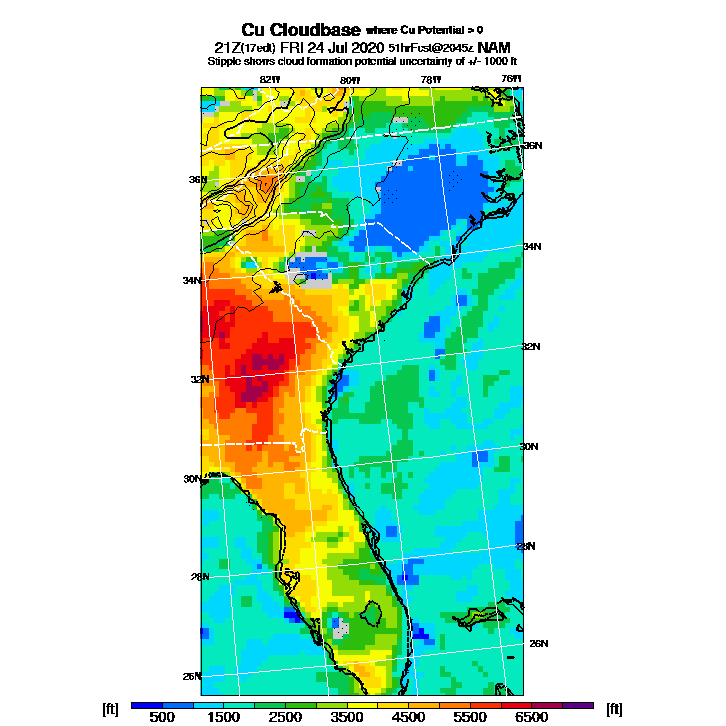 Cu Cloudbase where Cu Potential > 0
21Z(17edt) FRI 24 Jul 2020 51hrFcst@2045z NAM
Stipple shows cloud formation potential uncertainty of +/- 1000 ft
82W 80W 78W 76W
36N 36N
34N 34N
32N 32N
30N 30N
28N 28N
26N 26N
[ft] 500 1500 2500 3500 4500 5500 6500 [ft]